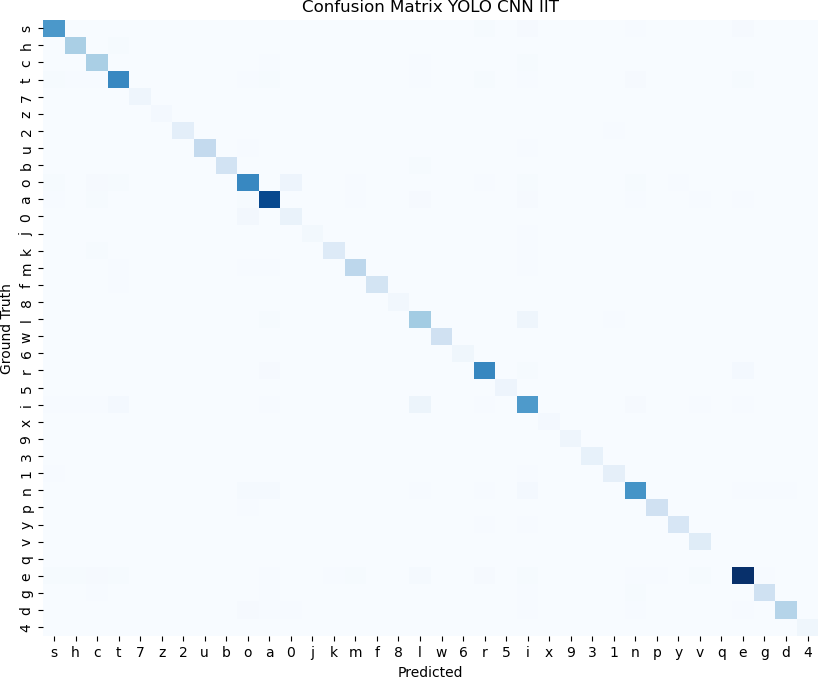 Confusion Matrix YOLO CNN IIT
Ground Truth
s
h
c
t
7
z
2
u
b
o
a
0
j
k
m
f
8
l
w
6
r
5
i
x
9
3
1
n
p
y
v
q
e
g
d
4
s h c t 7 z 2 u b o a 0 j k m f 8 l w 6 r 5 i x 9 3 1 n p y v q e g d 4
Predicted